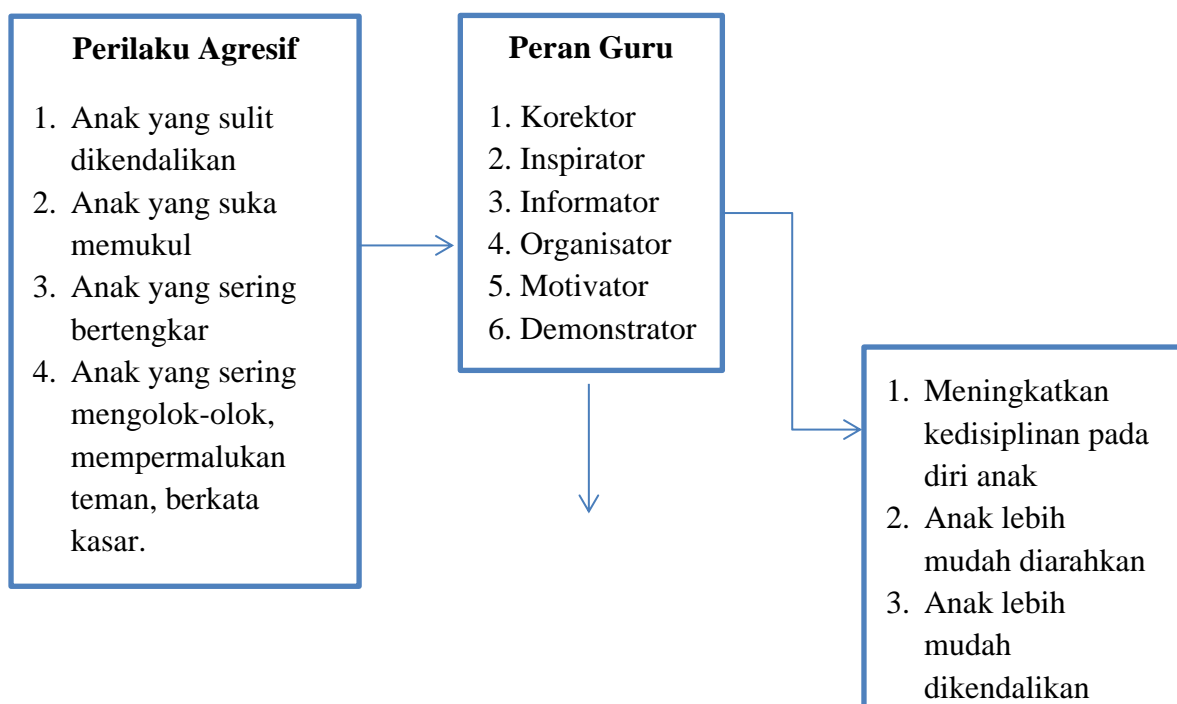 Perilaku Agresif
1. Anak yang sulit
dikendalikan
2. Anak yang suka
memukul
3. Anak yang sering
bertengkar
4. Anak yang sering
mengolok-olok,
mempermalukan
teman, berkata
kasar.
Peran Guru
1. Korektor
2. Inspirator
3. Informator
4. Organisator
5. Motivator
6. Demonstrator
1. Meningkatkan
kedisiplinan pada
diri anak
2. Anak lebih
mudah diarahkan
3. Anak lebih
mudah
dikendalikan